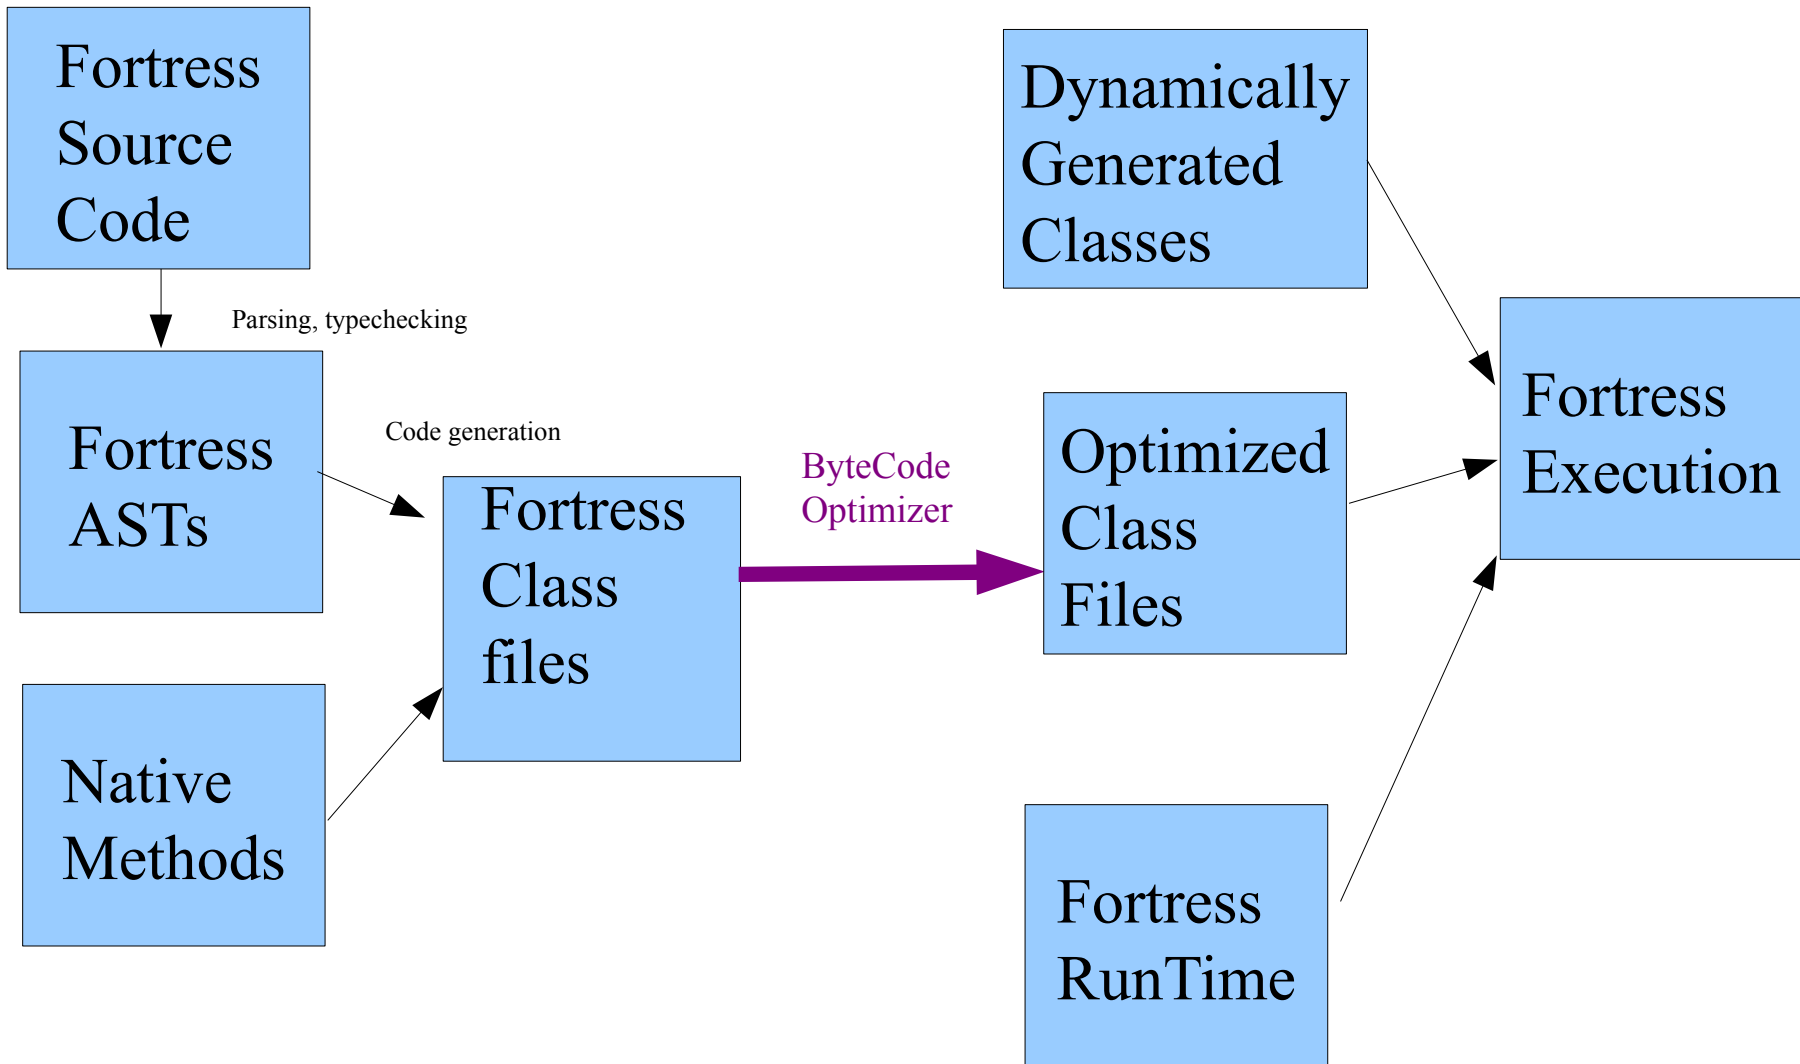 Fortress
Source
Code
Parsing, typechecking
Fortress
ASTs
Code generation
Native
Methods
Fortress
Class
files
ByteCode
Optimizer
Dynamically
Generated
Classes
Optimized
Class
Files
Fortress
RunTime
Fortress
Execution